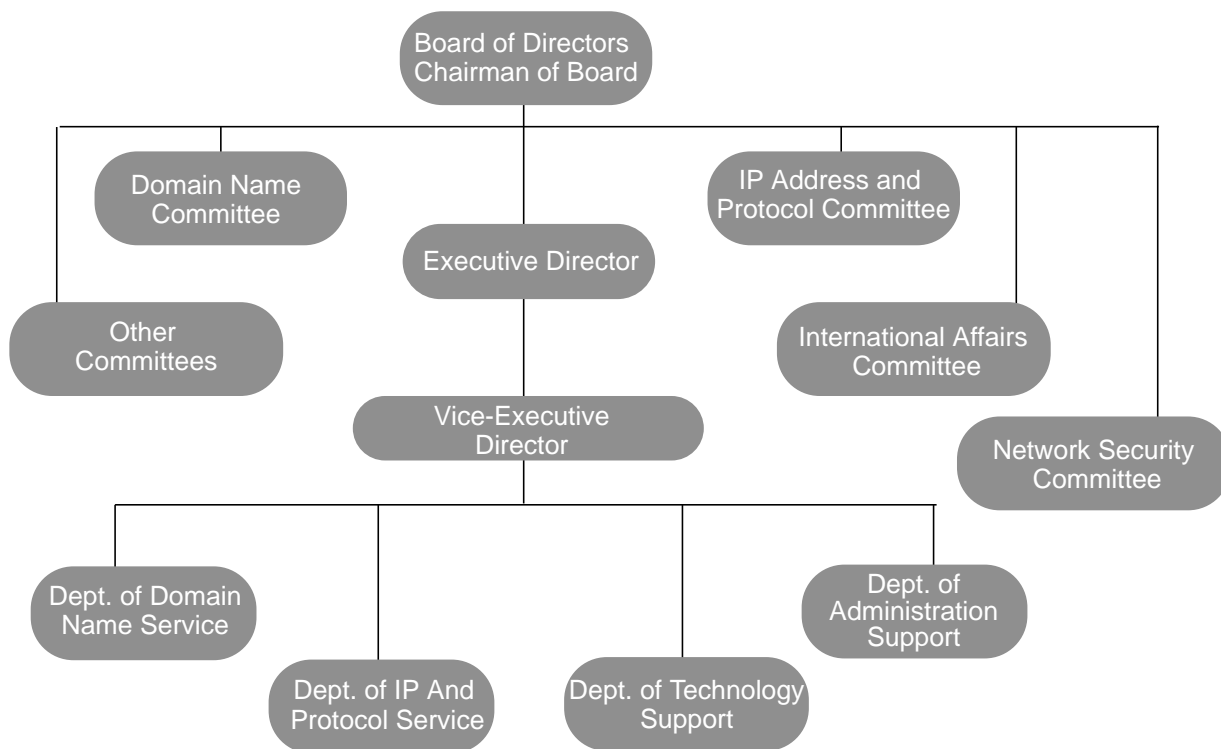 Board of Directors
Chairman of Board
Domain Name
Committee
IP Address and
Protocol Committee
Executive Director
Other
Committees
International Affairs
Committee
Vice-Executive
Director
Network Security
Committee
Dept. of Domain
Name Service
Dept. of
Administration
Support
Dept. of IP And
Protocol Service
Dept. of Technology
Support